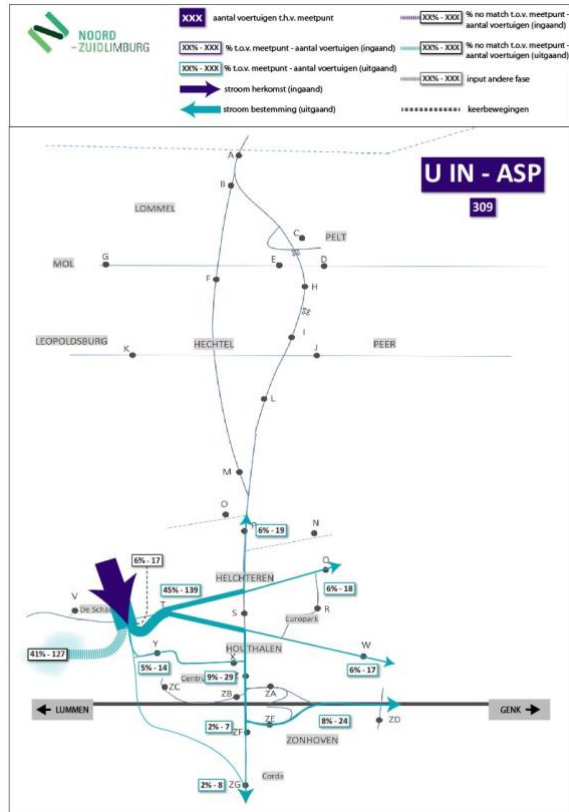 NOORD
-ZUIDLIMBURG
XXX aantal voertuigen t.h.v. meetpunt
XX% - XXX % t.o.v. meetpunt - aantal voertuigen (ingaand)
XX% - XXX % t.o.v. meetpunt - aantal voertuigen (uitgaand)
stroom herkomst (ingaand)
stroom bestemming (uitgaand)
XX% - XXX % no match t.o.v. meetpunt -
aantal voertuigen (ingaand)
XX% - XXX % no match t.o.v. meetpunt -
aantal voertuigen (uitgaand)
XX% - XXX input andere fase
keerbewegingen
U IN - ASP
309
A
B
LOMMEL
C
PELT
MOL
G
E
D
F
H
LEOPOLDSBURG
HECHTEL
I
PEER
K
J
L
M
O
N
6% - 19
6% - 17
HELCHTEREN
45% - 139
Q
6% - 18
V
T
S
R
Europark
41% - 127
Y
HOUTHALEN
W
5% - 14
X
6% - 17
9% - 29
ZC
ZB
ZA
LUMMEN
GENK
2% - 7
ZE
8% - 24
ZD
ZF
ZONHOVEN
2% - 8
ZG
Corda